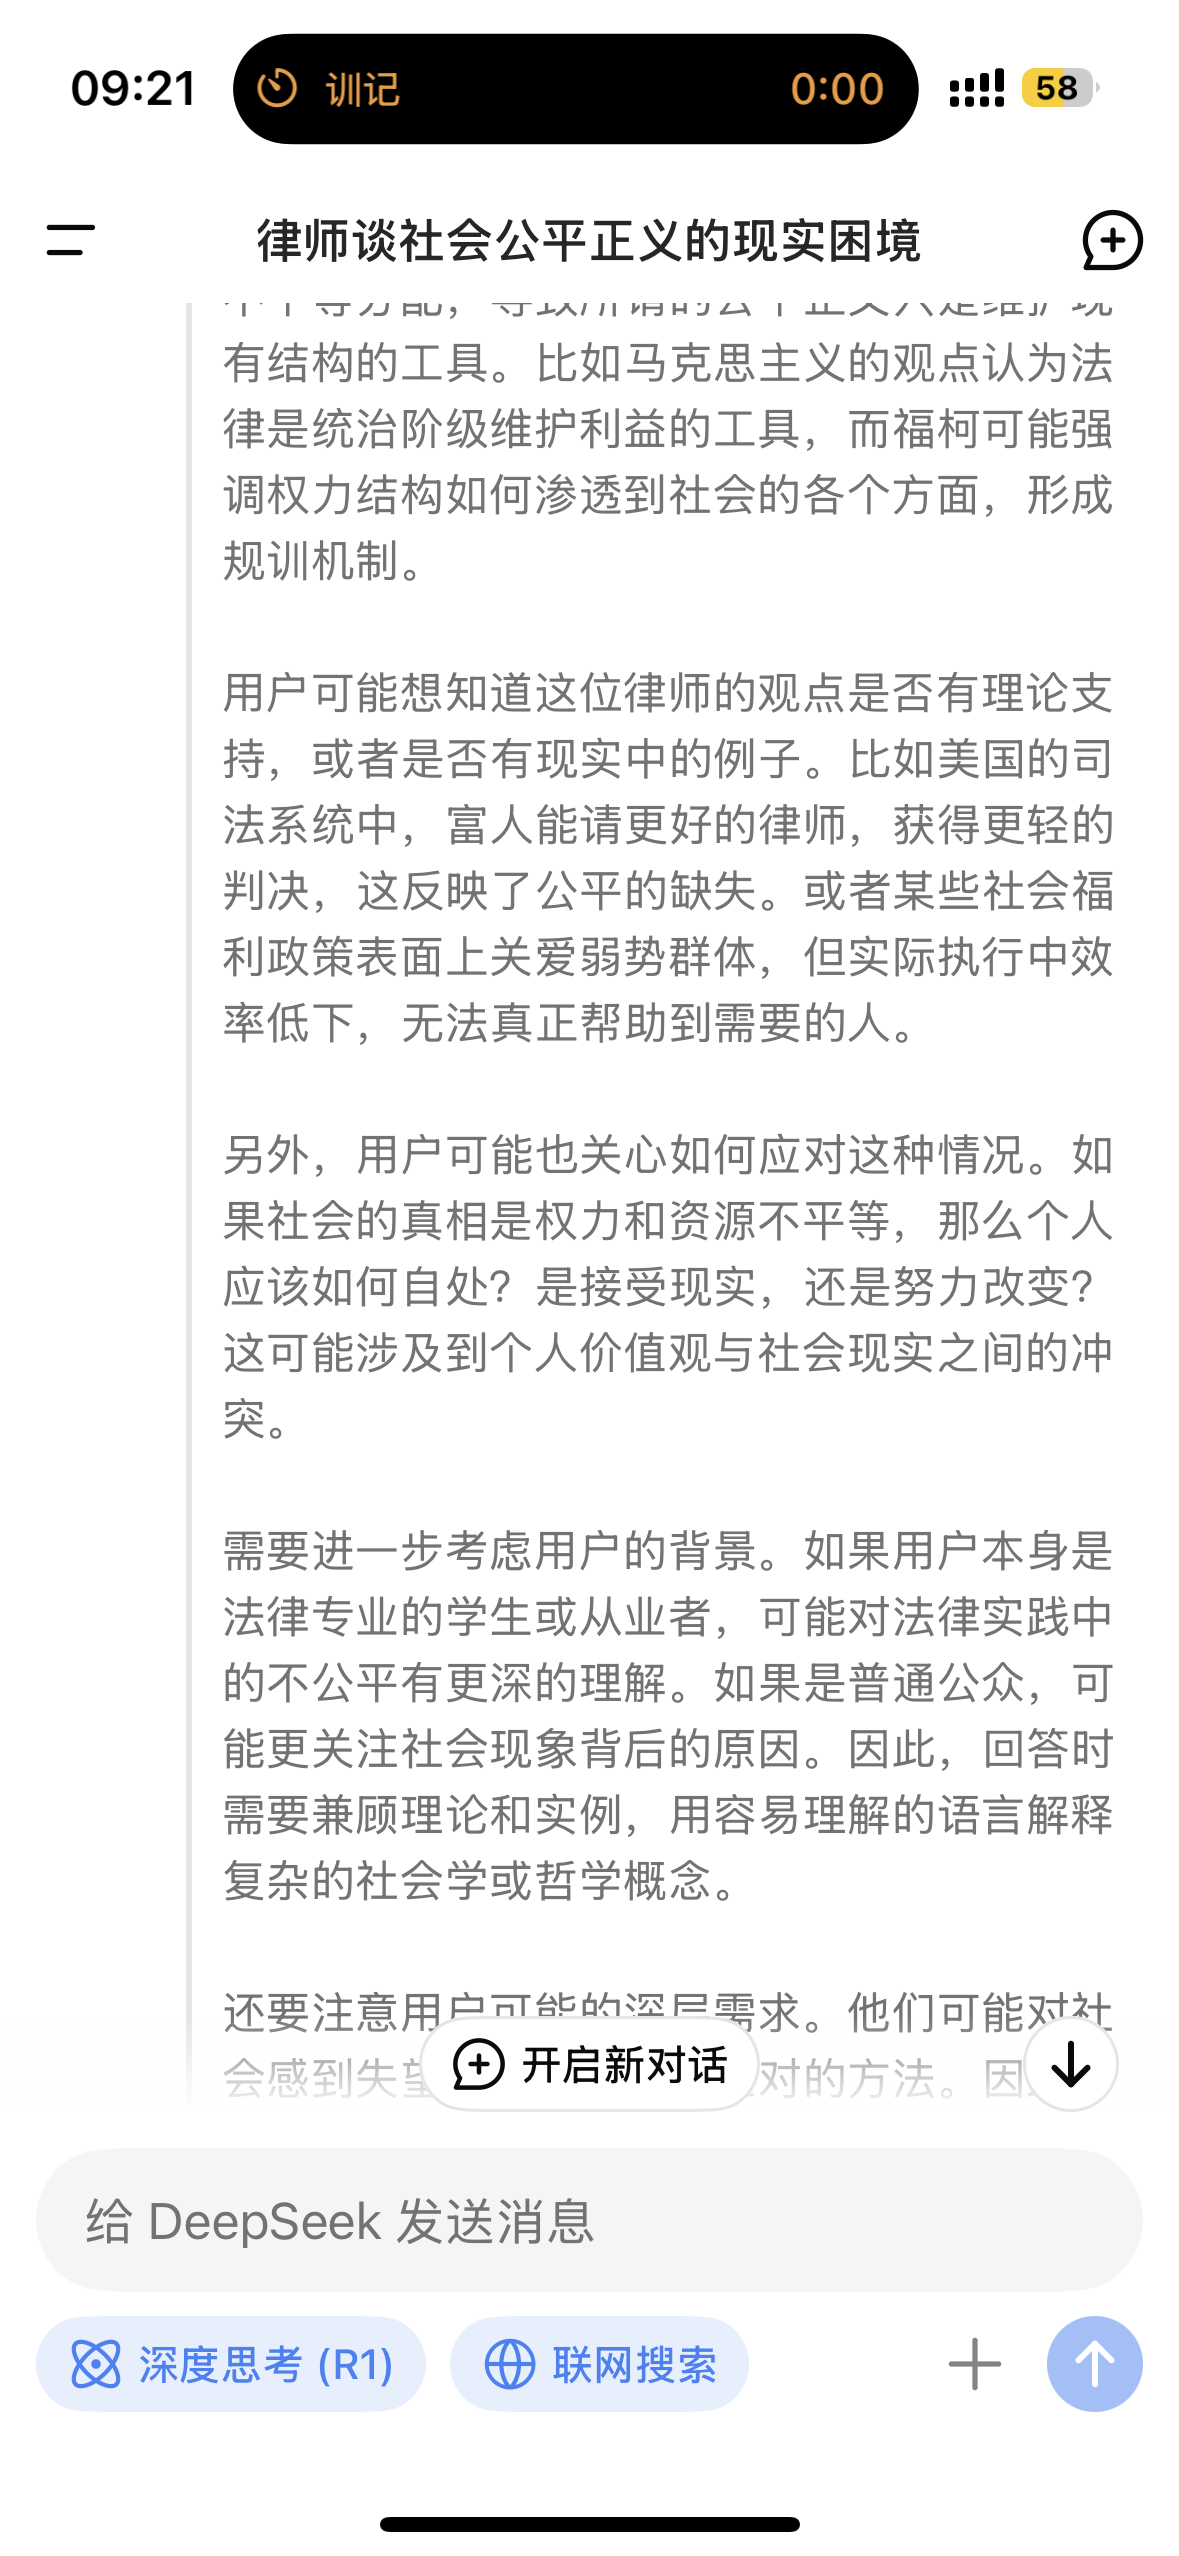 09:21
训记
0:00
58
律师谈社会公平正义的现实困境
不平等分配，导致所谓的公平正义只是维护现
有结构的工具。比如马克思主义的观点认为法
律是统治阶级维护利益的工具，而福柯可能强
调权力结构如何渗透到社会的各个方面，形成
规训机制。
用户可能想知道这位律师的观点是否有理论支
持，或者是否有现实中的例子。比如美国的司
法系统中，富人能请更好的律师，获得更轻的
判决，这反映了公平的缺失。或者某些社会福
利政策表面上关爱弱势群体，但实际执行中效
率低下，无法真正帮助到需要的人。
另外，用户可能也关心如何应对这种情况。如
果社会的真相是权力和资源不平等，那么个人
应该如何自处？是接受现实，还是努力改变？
这可能涉及到个人价值观与社会现实之间的冲
突。
需要进一步考虑用户的背景。如果用户本身是
法律专业的学生或从业者，可能对法律实践中
的不公平有更深的理解。如果是普通公众，可
能更关注社会现象背后的原因。因此，回答时
需要兼顾理论和实例，用容易理解的语言解释
复杂的社会学或哲学概念。
还要注意用户可能的深层需求。他们可能对社
会感到失望 对的方法。因
开启新对话
给 DeepSeek 发送消息
深度思考 (R1)
联网搜索